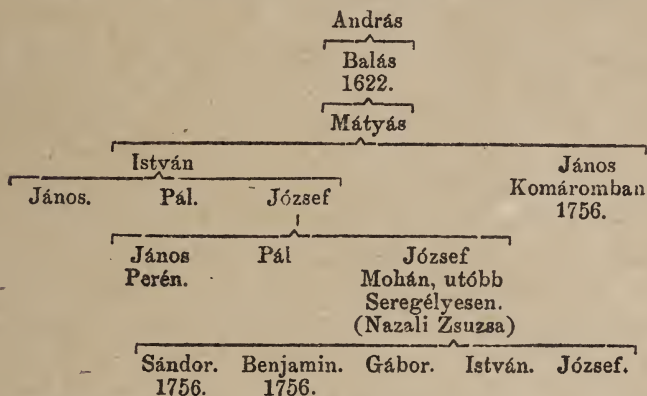 András
Balás
1622.
Mátyás
István János
Komáromban
1756.
János. Pál. József
János Pál József
Perén. Mohán, utóbb
Seregélyesen.
(Nazali Zsuzsa)
Sándor. Benjamin. Gábor. István. József.
1756. 1756.